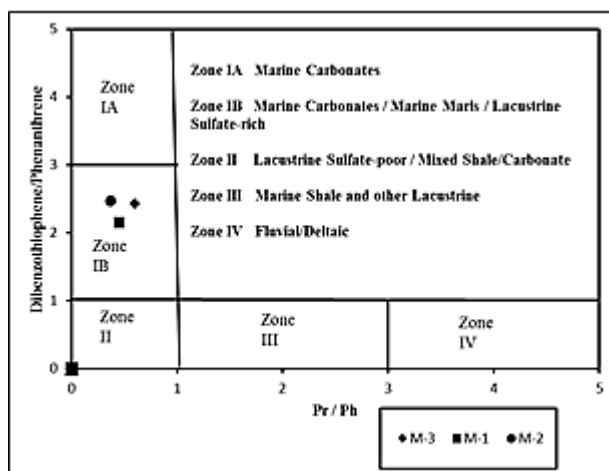 5
4
3
2
1
0
Dibenzothiophene/Phenanthrene
Zone
IA
Zone IA Marine Carbonates
Zone IB Marine Carbonates / Marine Marls / Lacustrine
Sulfate-rich
Zone II Lacustrine Sulfate-poor / Mixed Shale/Carbonate
Zone III Marine Shale and other Lacustrine
Zone IV Fluvial/Deltaic
Zone
IB
Zone
II
Zone
III
Zone
IV
0 1 2 3 4 5
Pr / Ph
M-3 M-1 M-2